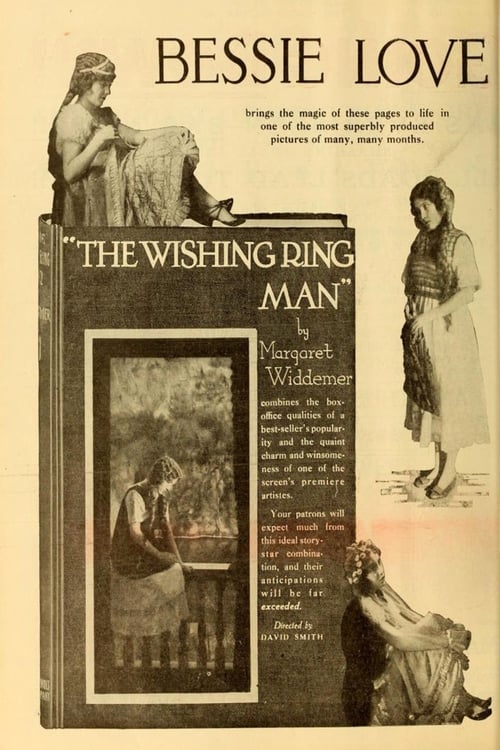 BESSIE LOVE
brings the magic of these pages to life in
one of the most superbly produced
pictures of many, many months.
"THE WISHING RING
MAN"
by
Margaret
Widdemer
combines the box-
office qualities of a
best-seller's popular-
ity and the quaint
charm and winsome-
ness of one of the
screen's premiere
artistes.
Your patrons will
expect much from
this ideal story-
star combina-
tion, and their
anticipations
will be far
exceeded.
Directed by
DAVID SMITH